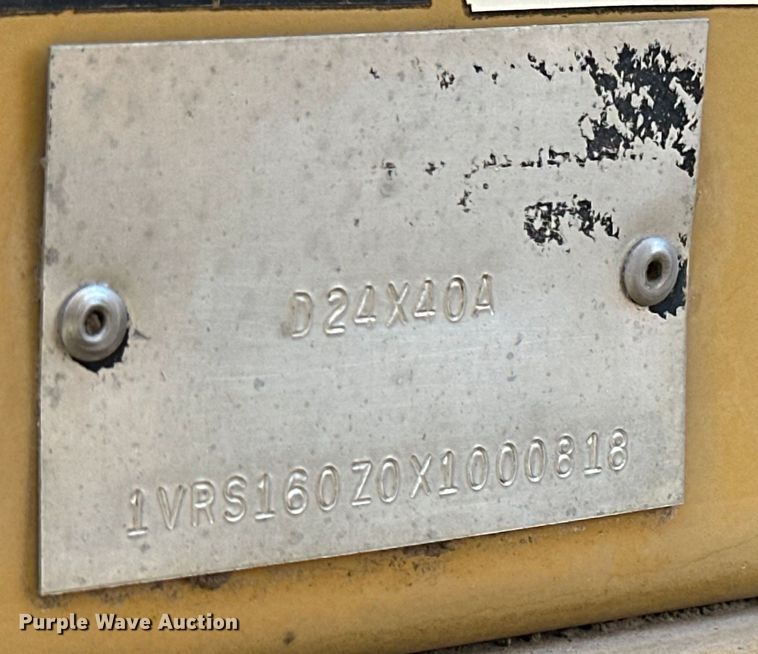 D24X40A
1VRS160Z0X1000818
Purple Wave Auction